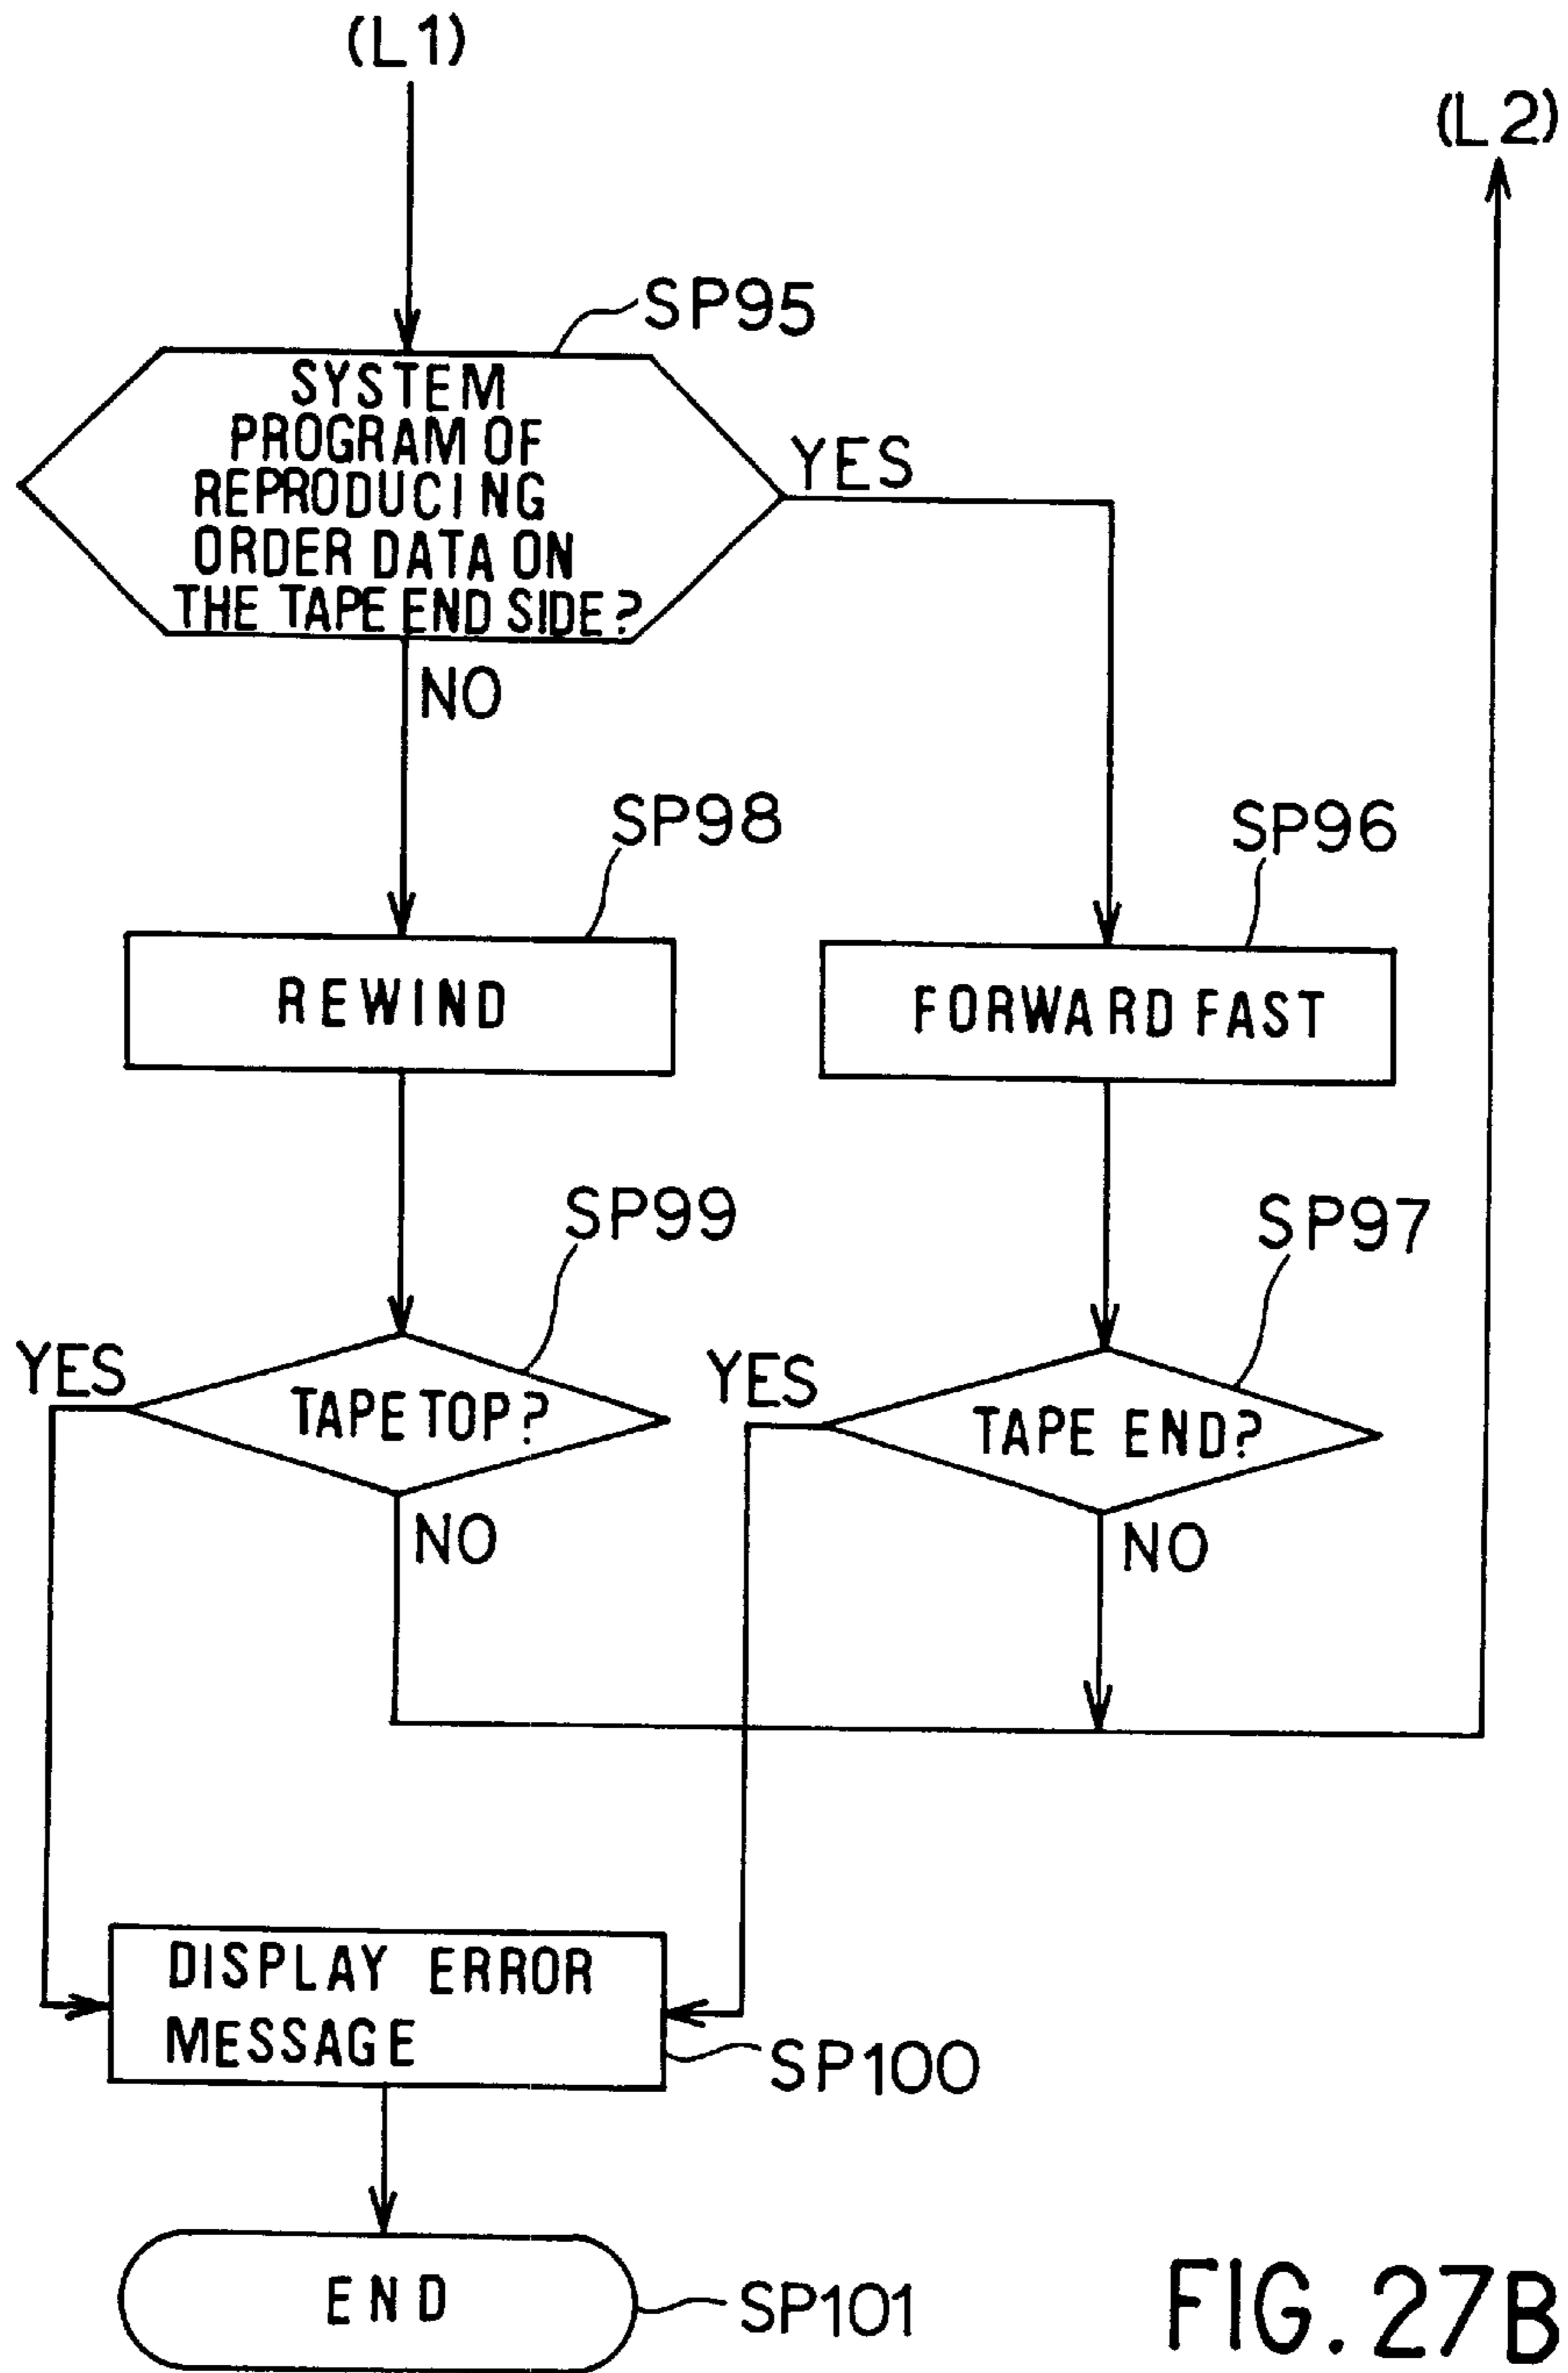 (L1)
(L2)
SP95
SYSTEM
PROGRAM OF
REPRODUCING
ORDER DATA ON
THE TAPE END SIDE?
YES
NO
SP98
SP96
REWIND
FORWARD FAST
SP99
SP97
YES
TAPE TOP?
YES
TAPE END?
NO
NO
DISPLAY ERROR
MESSAGE
SP100
END
SP101
FIG. 27B